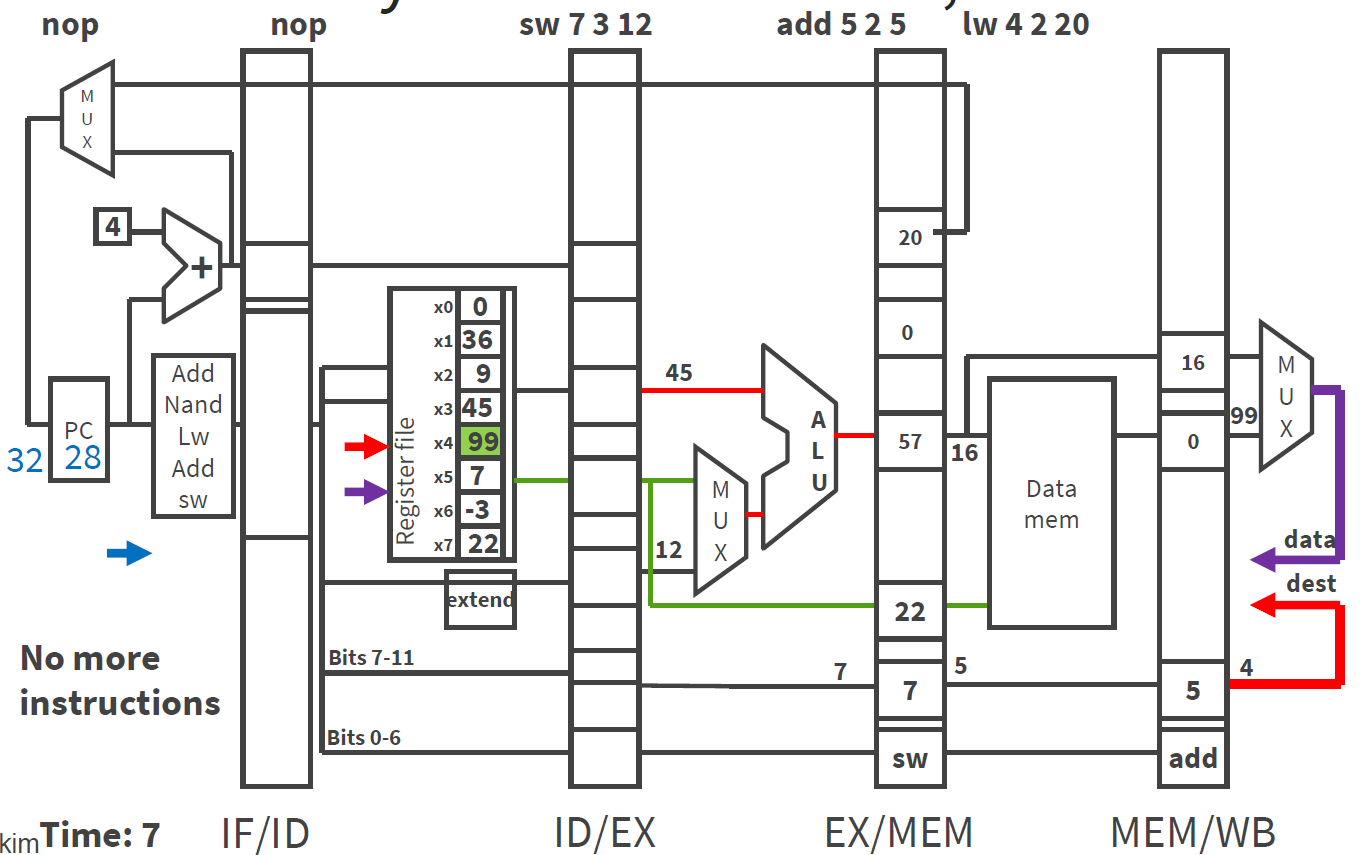 nop nop sw 7 3 12 add 5 2 5 lw 4 2 20
M
U
X
4
+
20
0
x0 0
x1 36
x2 9
x3 45
x4 99
x5 7
x6 -3
x7 22
Register file
extend
Add
Nand
Lw
Add
sw
PC
32 28
45
12
M
U
X
A
L
U
57
16
Data
mem
16
0
99
M
U
X
data
dest
22
Bits 7-11
7
7
5
5
4
Bits 0-6
sw
add
No more
instructions
kim Time: 7 IF/ID ID/EX EX/MEM MEM/WB